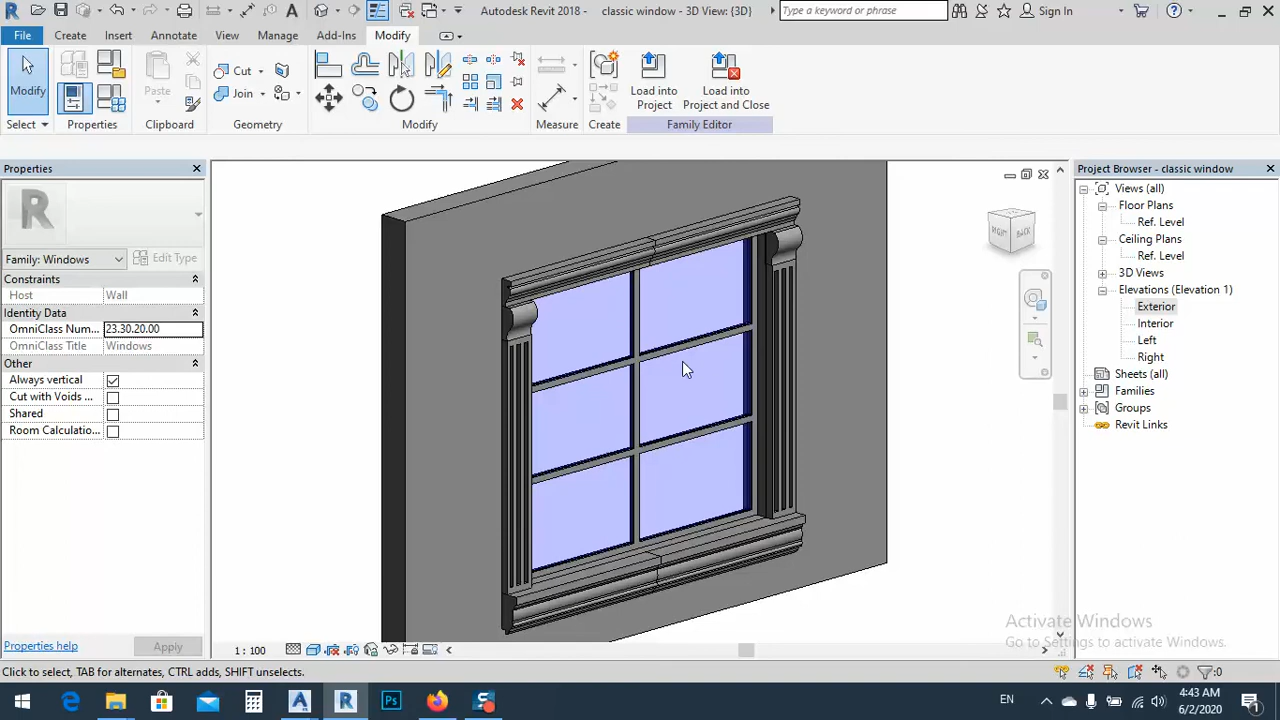 Autodesk Revit 2018 - classic window - 3D View: {3D}
Type a keyword or phrase
Sign In
File Create Insert Annotate View Manage Add-Ins Modify
Modify
Paste
Cut
Join
Load into Project
Load into Project and Close
Select Properties Clipboard Geometry Modify Measure Create Family Editor
Properties
R
Family: Windows
Edit Type
Constraints
Host Wall
Identity Data
OmniClass Num... 23.30.20.00
OmniClass Title Windows
Other
Always vertical
Cut with Voids ...
Shared
Room Calculatio...
Properties help
Apply
RIGHT BACK
Project Browser - classic window
Views (all)
Floor Plans
Ref. Level
Ceiling Plans
Ref. Level
3D Views
Elevations (Elevation 1)
Exterior
Interior
Left
Right
Sheets (all)
Families
Groups
Revit Links
Activate Windows
Go to Settings to activate Windows.
1 : 100
Click to select, TAB for alternates, CTRL adds, SHIFT unselects.
:0
EN
4:43 AM
6/2/2020